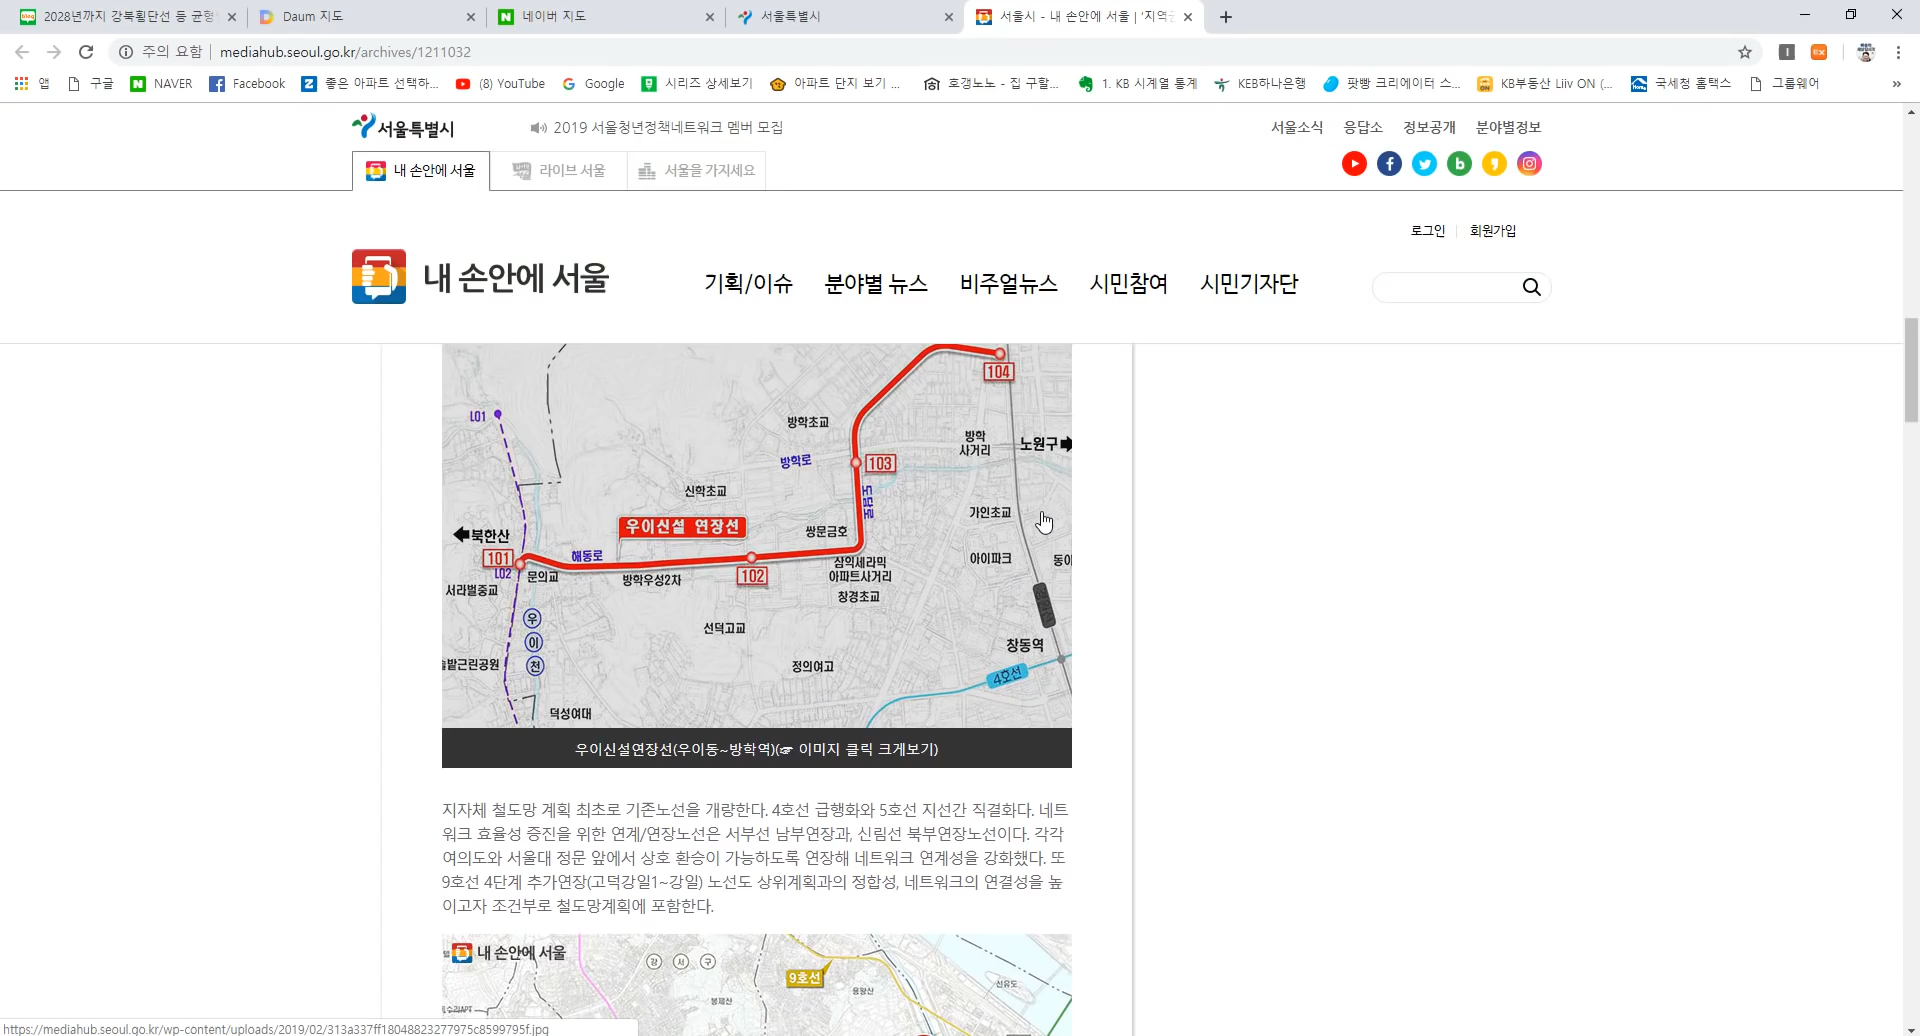 2028년까지 강북횡단선 등 균형
Daum 지도
네이버 지도
서울특별시
서울시 - 내 손안에 서울 | '지역균
주의 요함
mediahub.seoul.go.kr/archives/1211032
앱
구글
NAVER
Facebook
좋은 아파트 선택하...
(8) YouTube
Google
시리즈 상세보기
아파트 단지 보기 ...
호갱노노 - 집 구할...
1. KB 시계열 통계
KEB하나은행
팟빵 크리에이터 스...
KB부동산 Liiv ON (...
국세청 홈택스
그룹웨어
»
서울특별시
2019 서울청년정책네트워크 멤버 모집
서울소식
응답소
정보공개
분야별정보
내 손안에 서울
라이브 서울
서울을 가지세요
로그인
회원가입
내 손안에 서울
기획/이슈
분야별 뉴스
비주얼뉴스
시민참여
시민기자단
104
L01
방학초교
방학
사거리
노원구
방학로
103
신학초교
도당로
가인초교
우이신설 연장선
쌍문금호
북한산
101
해동로
아이파크
동아
L02
문의교
방학우성2차
102
삼익세라믹
아파트사거리
서라벌중교
창경초교
우
이
천
선덕고교
창동역
솔밭근린공원
정의여고
4호선
덕성여대
우이신설연장선(우이동~방학역)(☞ 이미지 클릭 크게보기)
지자체 철도망 계획 최초로 기존노선을 개량한다. 4호선 급행화와 5호선 지선간 직결화다. 네트
워크 효율성 증진을 위한 연계/연장노선은 서부선 남부연장과, 신림선 북부연장노선이다. 각각
여의도와 서울대 정문 앞에서 상호 환승이 가능하도록 연장해 네트워크 연계성을 강화했다. 또
9호선 4단계 추가연장(고덕강일1~강일) 노선도 상위계획과의 정합성, 네트워크의 연결성을 높
이고자 조건부로 철도망계획에 포함한다.
내 손안에 서울
강 서 구
9호선
봉제산
용왕산
선유도
https://mediahub.seoul.go.kr/wp-content/uploads/2019/02/313a337ff18048823277975c8599795f.jpg